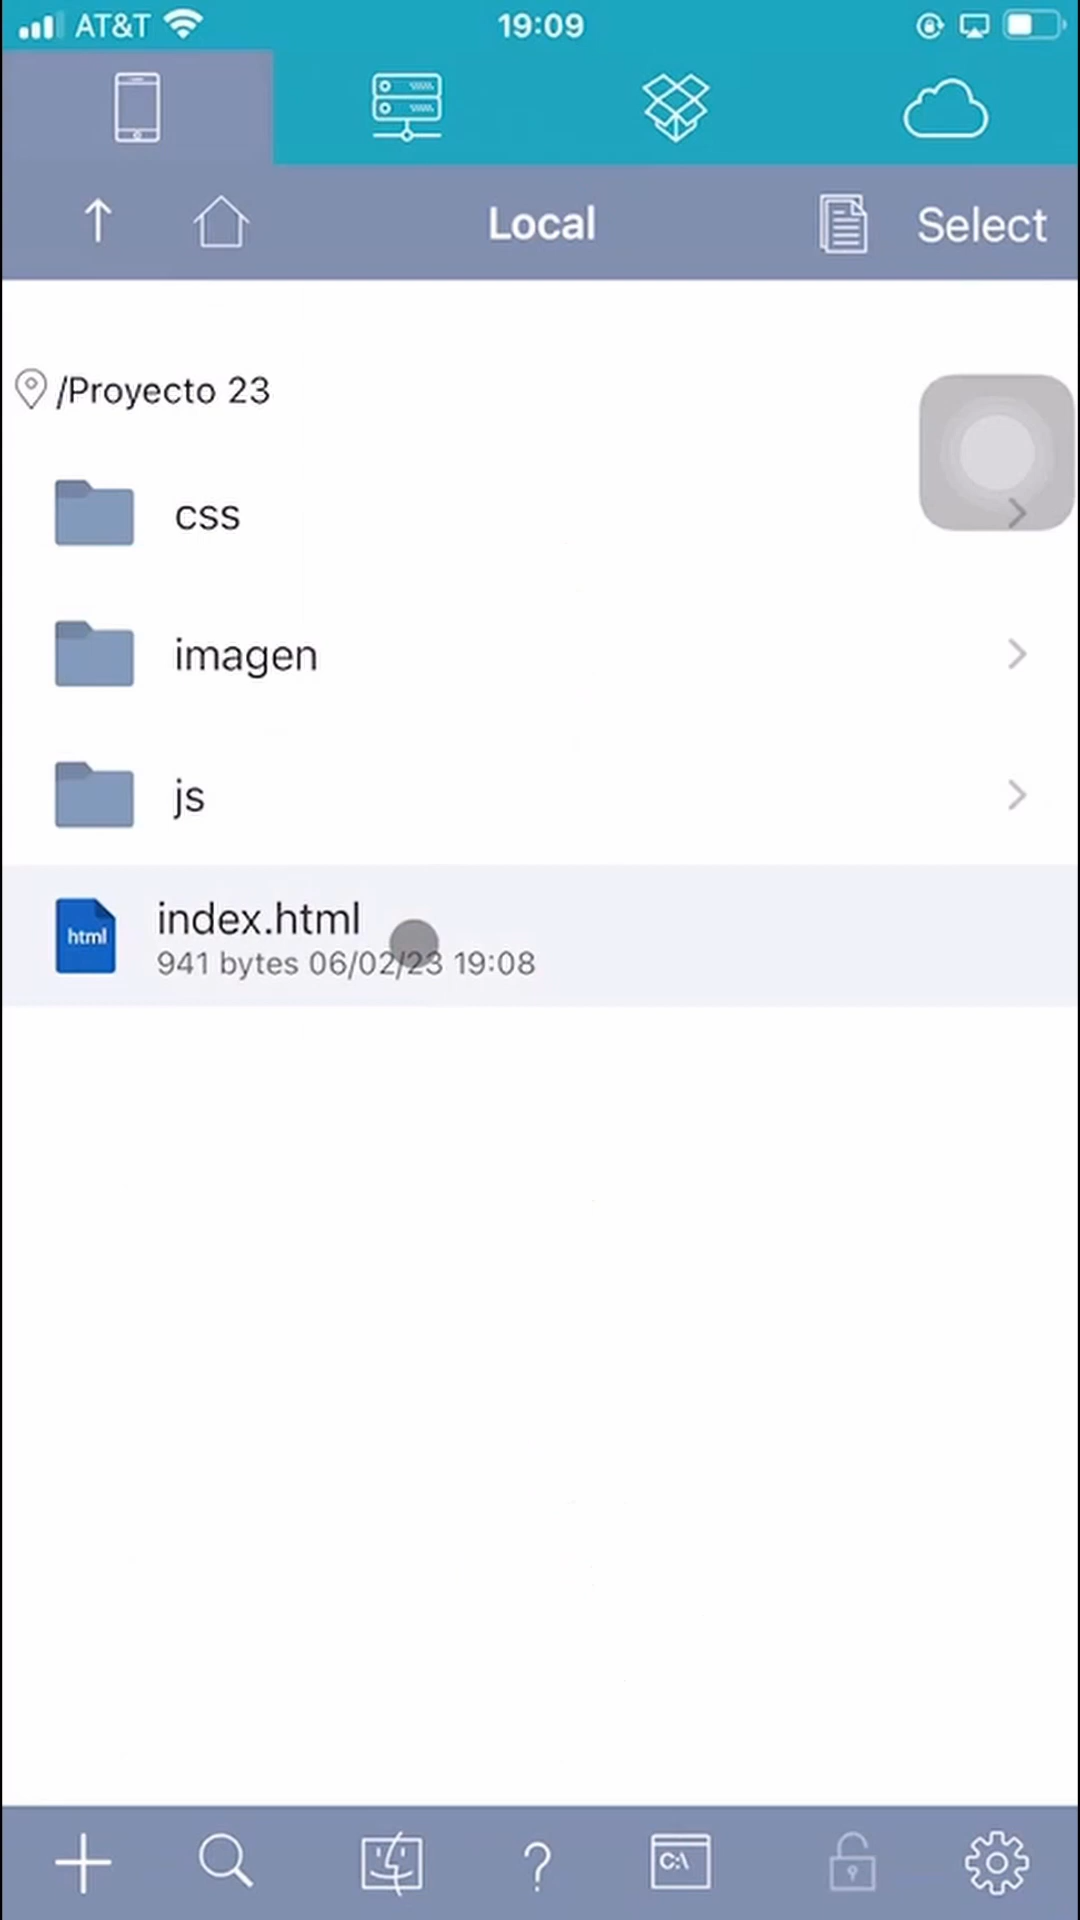 AT&T 19:09
Local Select
/Proyecto 23
css
imagen
js
html index.html
941 bytes 06/02/23 19:08
? C:\